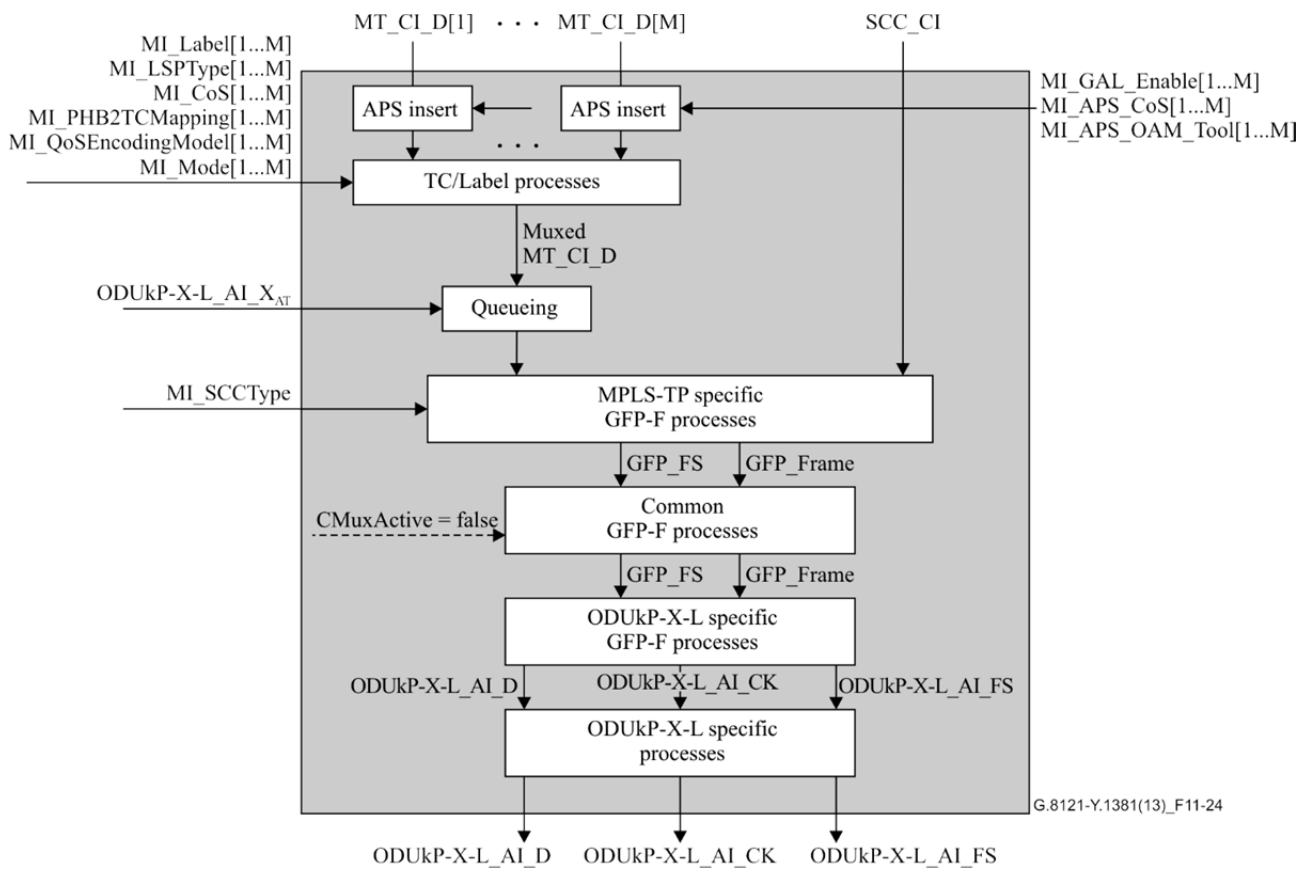 MT_CI_D[1] · · · MT_CI_D[M] SCC_CI
MI_Label[1...M]
MI_LSPType[1...M]
MI_CoS[1...M]
MI_PHB2TCMapping[1...M]
MI_QoSEncodingModel[1...M]
MI_Mode[1...M]
MI_GAL_Enable[1...M]
MI_APS_CoS[1...M]
MI_APS_OAM_Tool[1...M]
APS insert APS insert
· · ·
TC/Label processes
Muxed
MT_CI_D
ODUkP-X-L_AI_X_AT
Queueing
MI_SCCType
MPLS-TP specific
GFP-F processes
GFP_FS GFP_Frame
CMuxActive = false
Common
GFP-F processes
GFP_FS GFP_Frame
ODUkP-X-L specific
GFP-F processes
ODUkP-X-L_AI_D ODUkP-X-L_AI_CK ODUkP-X-L_AI_FS
ODUkP-X-L specific
processes
G.8121-Y.1381(13)_F11-24
ODUkP-X-L_AI_D ODUkP-X-L_AI_CK ODUkP-X-L_AI_FS